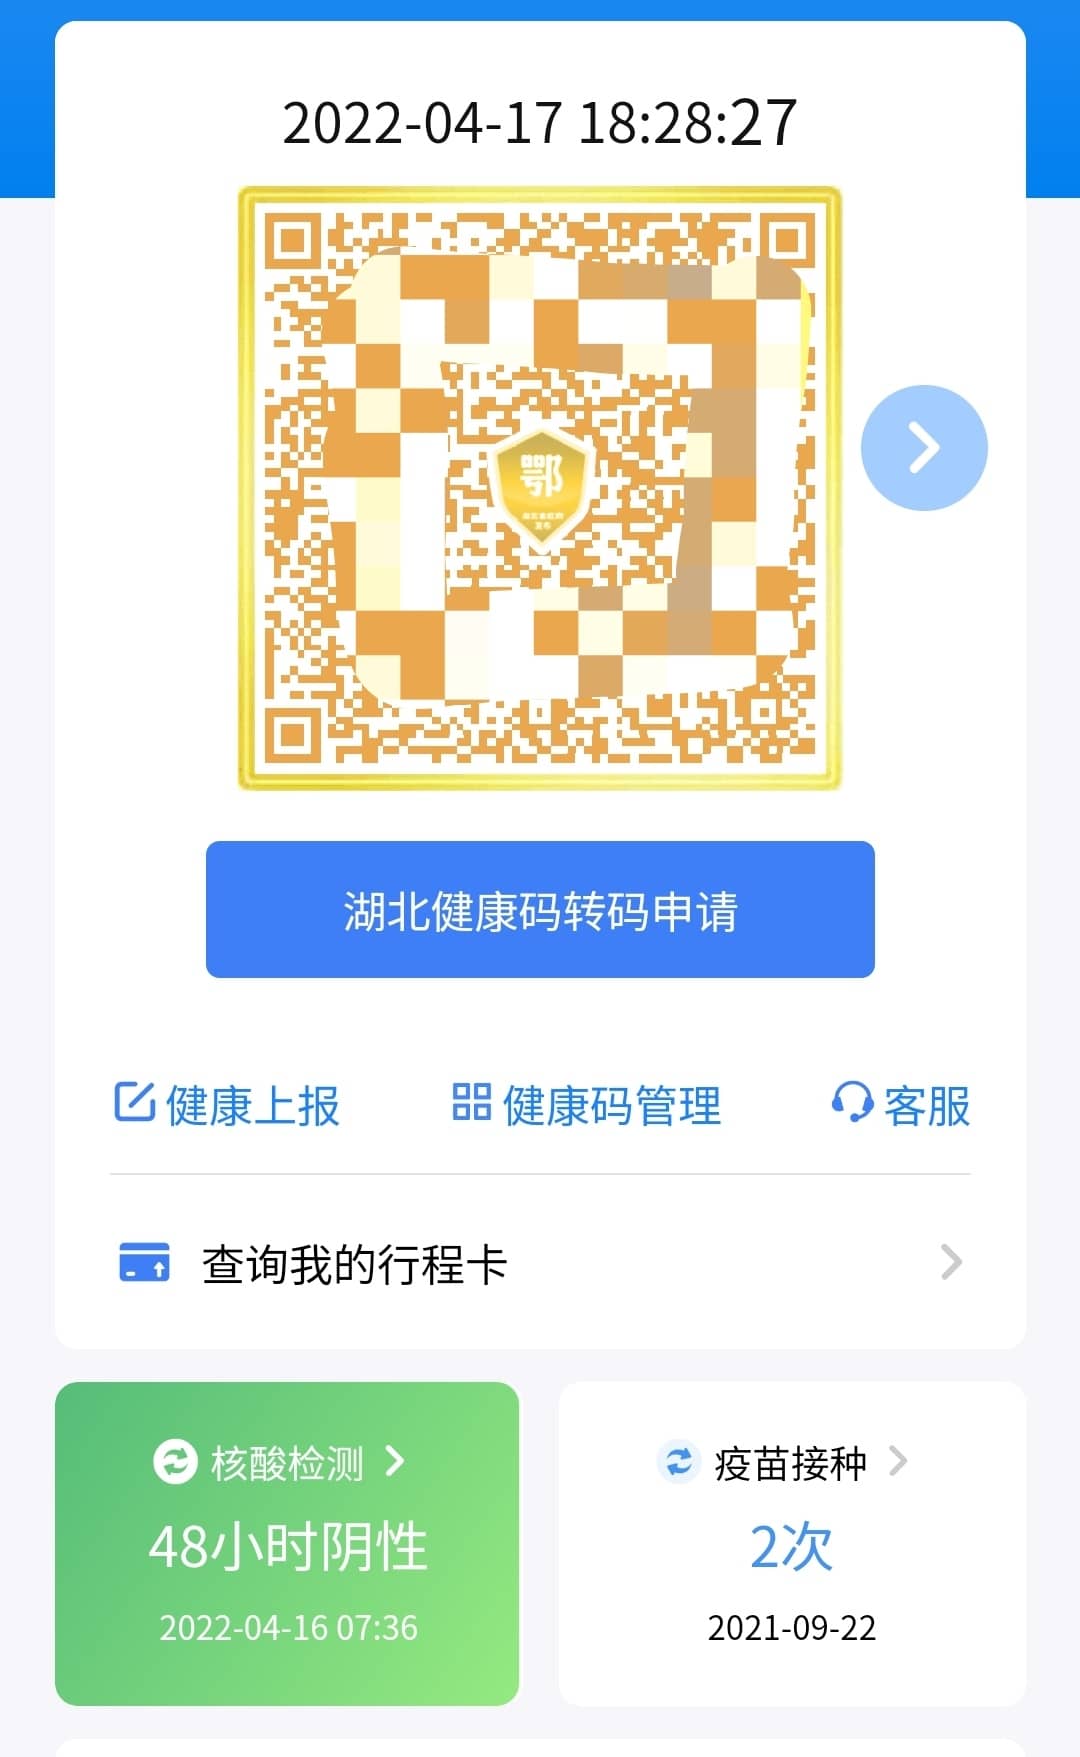 2022-04-17 18:28:27
鄂
湖北健康码转码申请
健康上报
健康码管理
客服
查询我的行程卡
核酸检测
48小时阴性
2022-04-16 07:36
疫苗接种
2次
2021-09-22